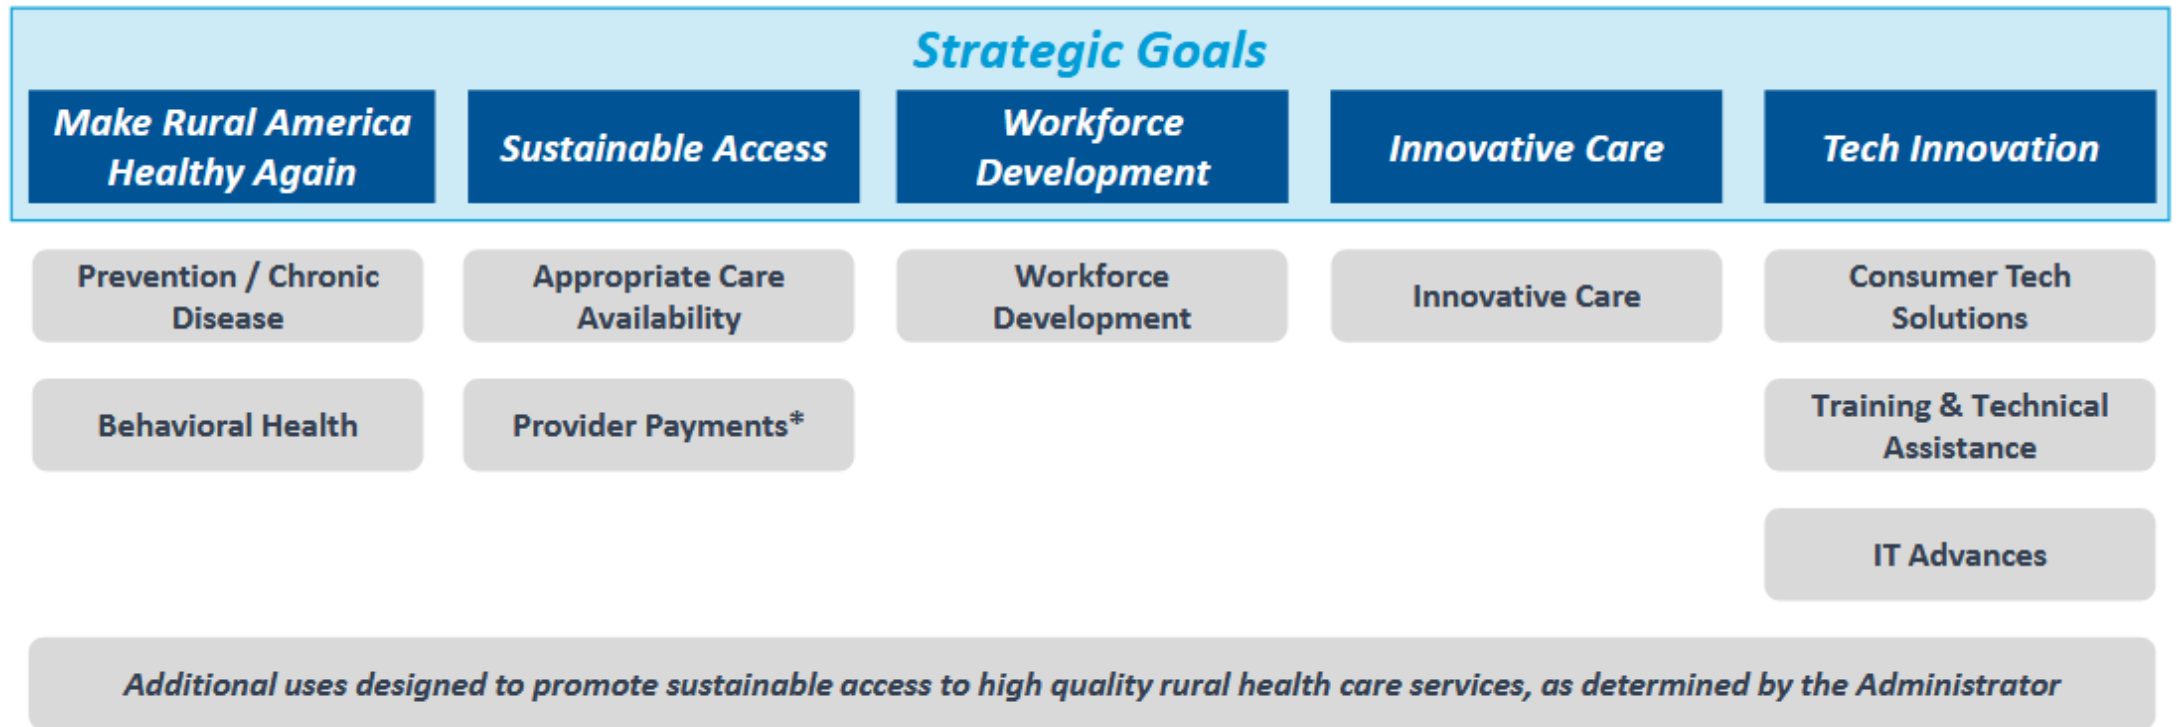 Strategic Goals
Make Rural America
Healthy Again
Sustainable Access
Workforce
Development
Innovative Care
Tech Innovation
Prevention / Chronic
Disease
Appropriate Care
Availability
Workforce
Development
Innovative Care
Consumer Tech
Solutions
Behavioral Health
Provider Payments*
Training & Technical
Assistance
IT Advances
Additional uses designed to promote sustainable access to high quality rural health care services, as determined by the Administrator